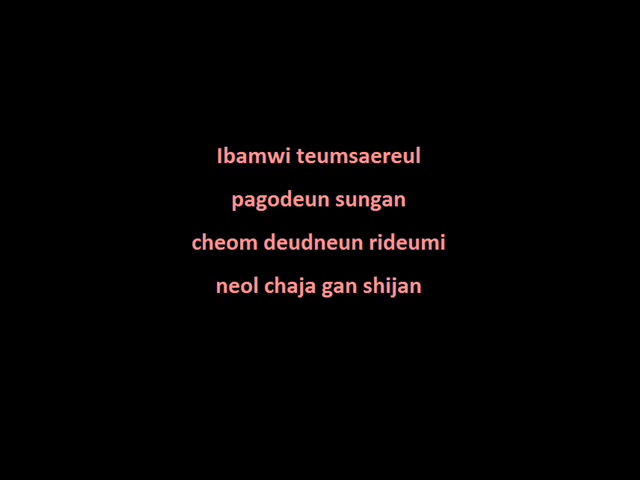 Ibamwi teumsaereul
pagodeun sungan
cheom deudneun rideumi
neol chaja gan shijan